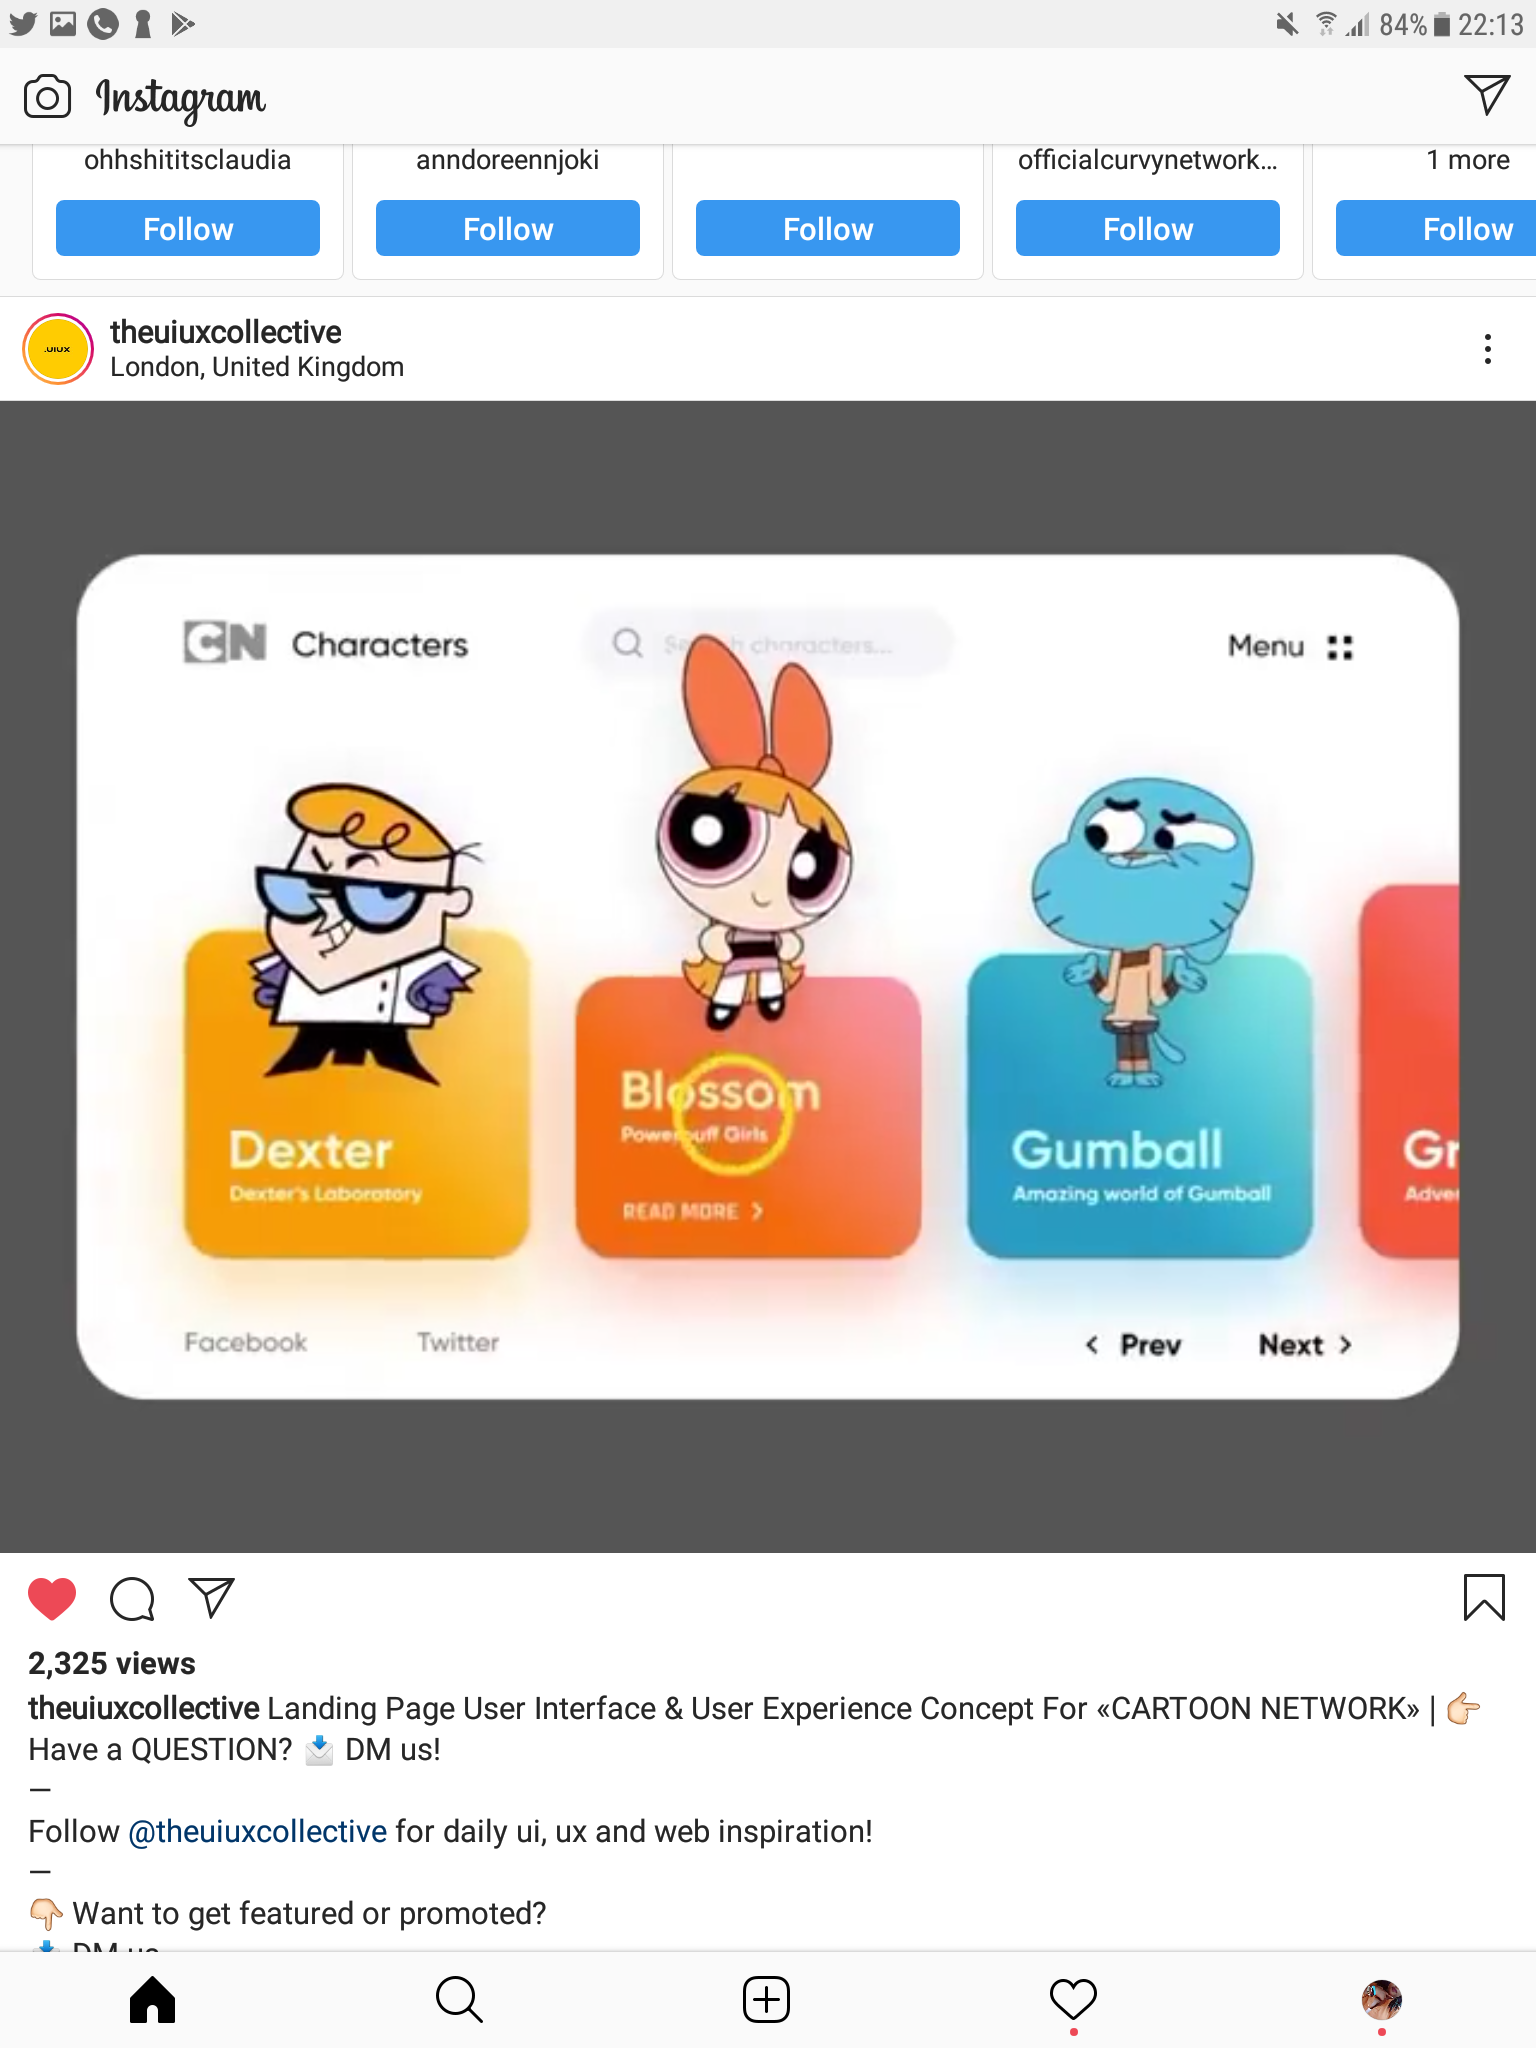 84% 22:13
Instagram
ohhshititsclaudia anndoreennjoki officialcurvynetwork... 1 more
Follow Follow Follow Follow Follow
.UIUX
theuiuxcollective
London, United Kingdom
CN Characters characters... Menu
Blossom
Powerpuff Girls
READ MORE >
Dexter
Dexter's Laboratory
Gumball
Amazing world of Gumball
Gr
Adve
Facebook Twitter < Prev Next >
2,325 views
theuiuxcollective Landing Page User Interface & User Experience Concept For «CARTOON NETWORK» | 👉🏻
Have a QUESTION? 📩 DM us!
—
Follow @theuiuxcollective for daily ui, ux and web inspiration!
—
👇🏻 Want to get featured or promoted?
📩 DM us